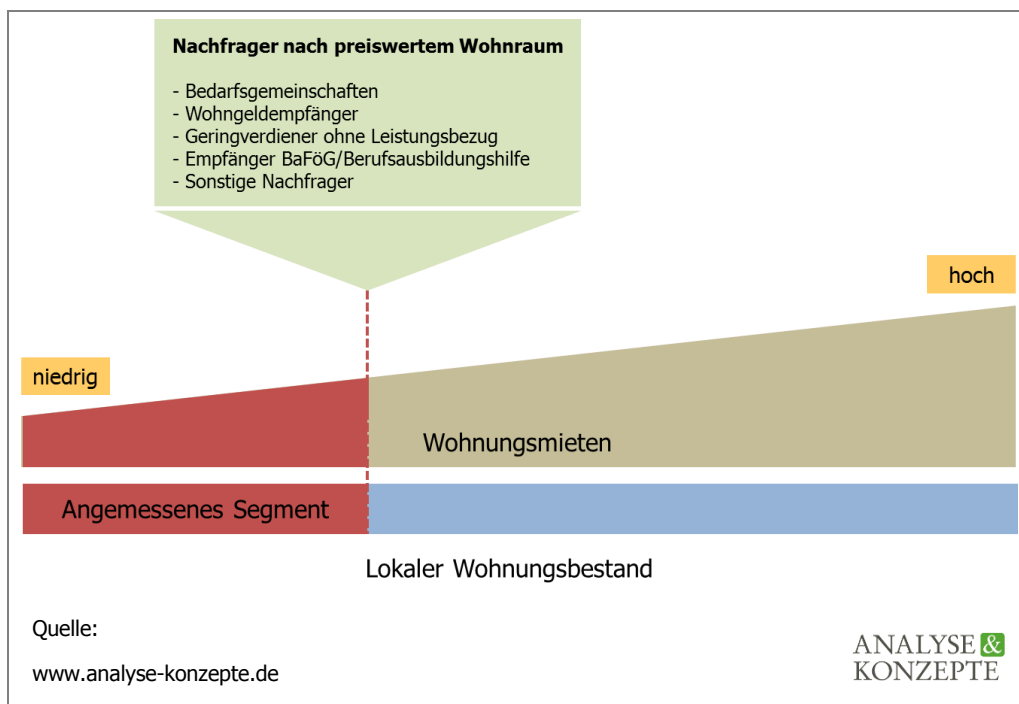 Nachfrager nach preiswertem Wohnraum
- Bedarfsgemeinschaften
- Wohngeldempfänger
- Geringverdiener ohne Leistungsbezug
- Empfänger BaFöG/Berufsausbildungshilfe
- Sonstige Nachfrager
hoch
niedrig
Wohnungsmieten
Angemessenes Segment
Lokaler Wohnungsbestand
Quelle:
www.analyse-konzepte.de
ANALYSE &
KONZEPTE